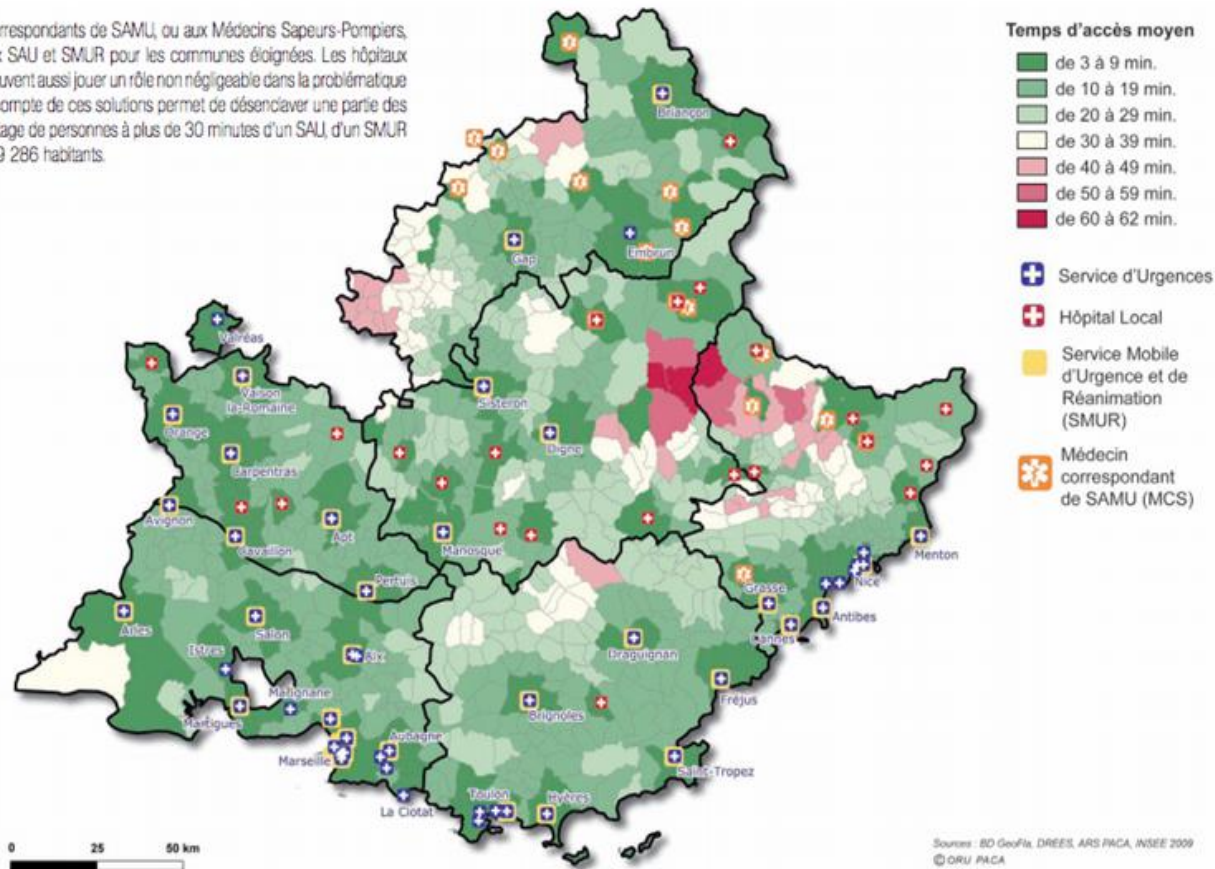 rrespondants de SAMU, ou aux Médecins Sapeurs-Pompiers,
x SAU et SMUR pour les communes éloignées. Les hôpitaux
uvent aussi jouer un rôle non négligeable dans la problématique
ompte de ces solutions permet de désenclaver une partie des
tage de personnes à plus de 30 minutes d'un SAU, d'un SMUR
9 286 habitants.
Temps d'accès moyen
de 3 à 9 min.
de 10 à 19 min.
de 20 à 29 min.
de 30 à 39 min.
de 40 à 49 min.
de 50 à 59 min.
de 60 à 62 min.
Service d'Urgences
Hôpital Local
Service Mobile
d'Urgence et de
Réanimation
(SMUR)
Médecin
correspondant
de SAMU (MCS)
Briançon
Gap
Embrun
Valréas
Vaison
la-Romaine
Orange
Sisteron
Digne
Carpentras
Avignon
Cavaillon
Apt
Manosque
Menton
Nice
Pertuis
Grasse
Antibes
Cannes
Arles
Salon
Draguignan
Istres
Aix
Fréjus
Marignane
Martigues
Brignoles
Aubagne
Marseille
Saint-Tropez
La Ciotat
Toulon
Hyères
0 25 50 km
Sources : BD GeoFla, DREES, ARS PACA, INSEE 2009
© ORU PACA